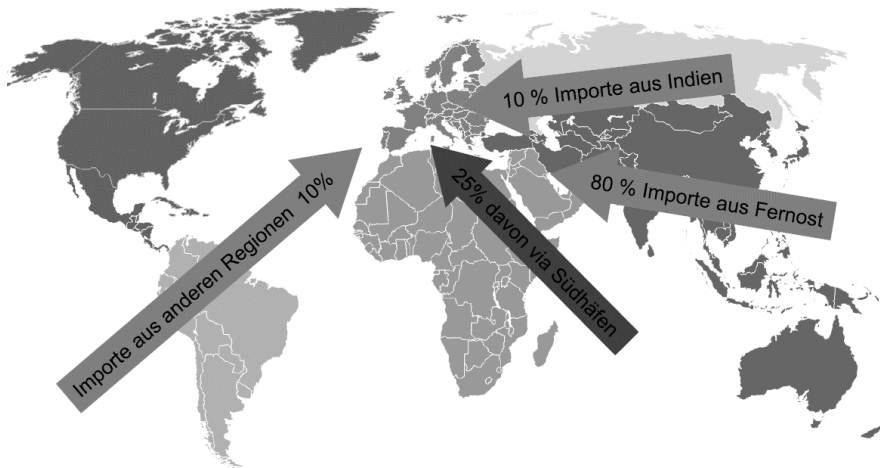 10 % Importe aus Indien
80 % Importe aus Fernost
25% davon via Südhäfen
Importe aus anderen Regionen 10%